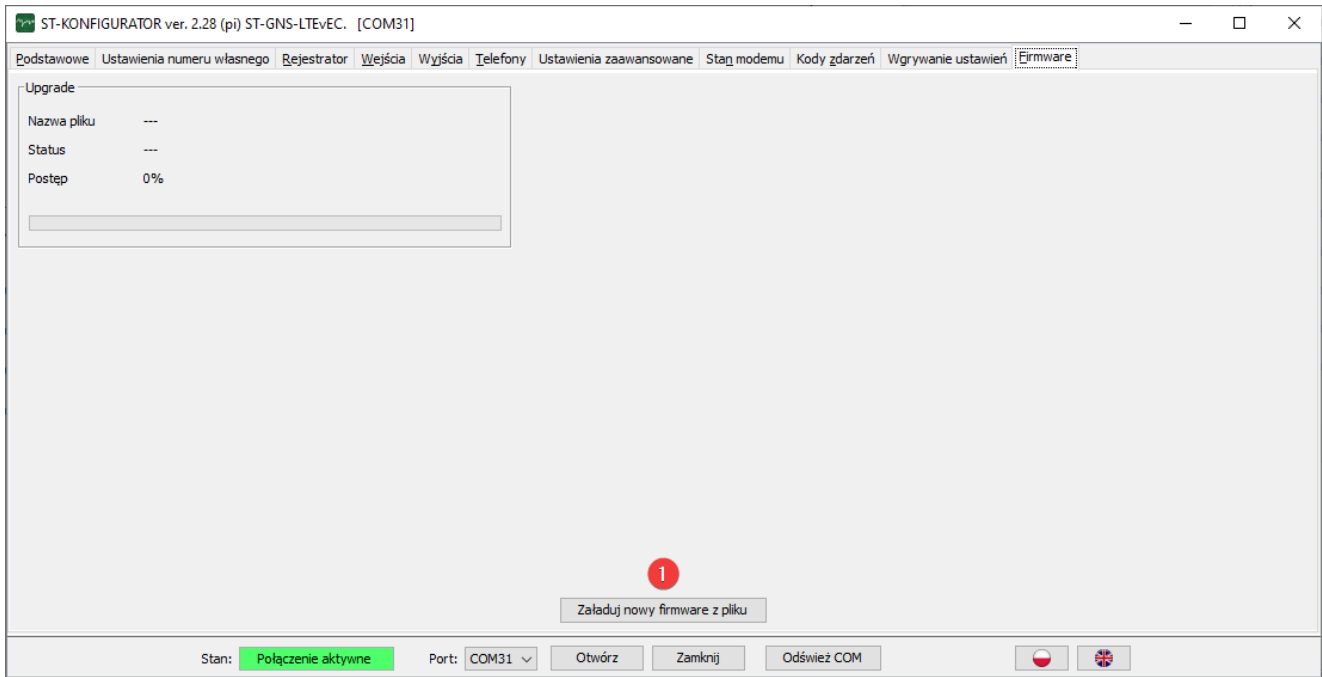 ST-KONFIGURATOR ver. 2.28 (pi) ST-GNS-LTEvEC. [COM31]
Podstawowe Ustawienia numeru własnego Rejestrator Wejścia Wyjścia Telefony Ustawienia zaawansowane Stan modemu Kody zdarzeń Wgrywanie ustawień Firmware
Upgrade
Nazwa pliku ---
Status ---
Postęp 0%
1
Załaduj nowy firmware z pliku
Stan: Połączenie aktywne Port: COM31 Otwórz Zamknij Odśwież COM